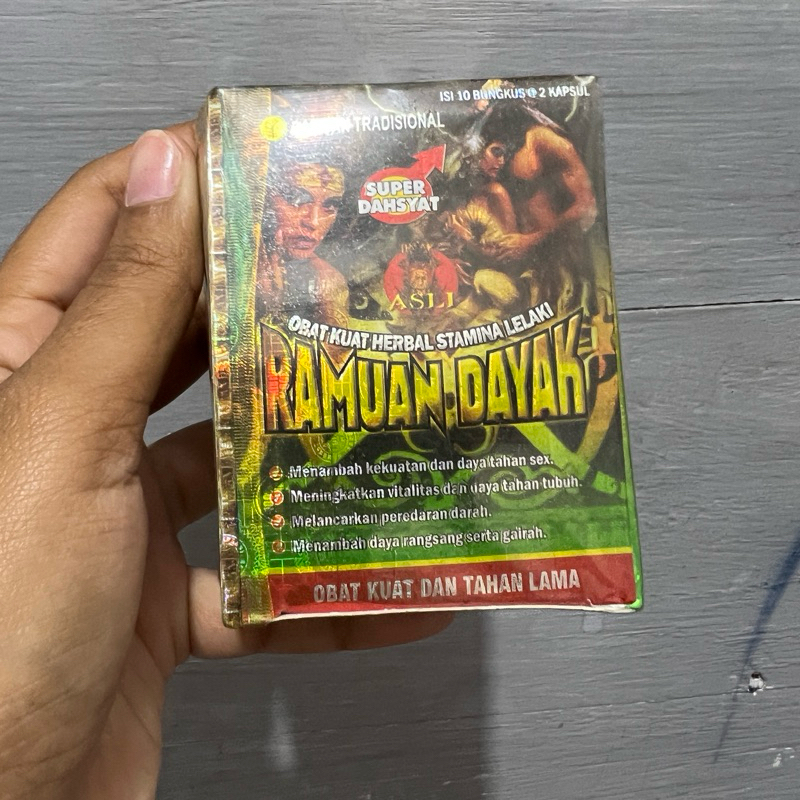 ISI 10 BUNGKUS @ 2 KAPSUL
TRADISIONAL
SUPER
DAHSYAT
ASLI
OBAT KUAT HERBAL STAMINA LELAKI
RAMUAN DAYAK
Menambah kekuatan dan daya tahan sex.
Meningkatkan vitalitas dan daya tahan tubuh.
Melancarkan peredaran darah.
Menambah daya rangsang serta gairah.
OBAT KUAT DAN TAHAN LAMA